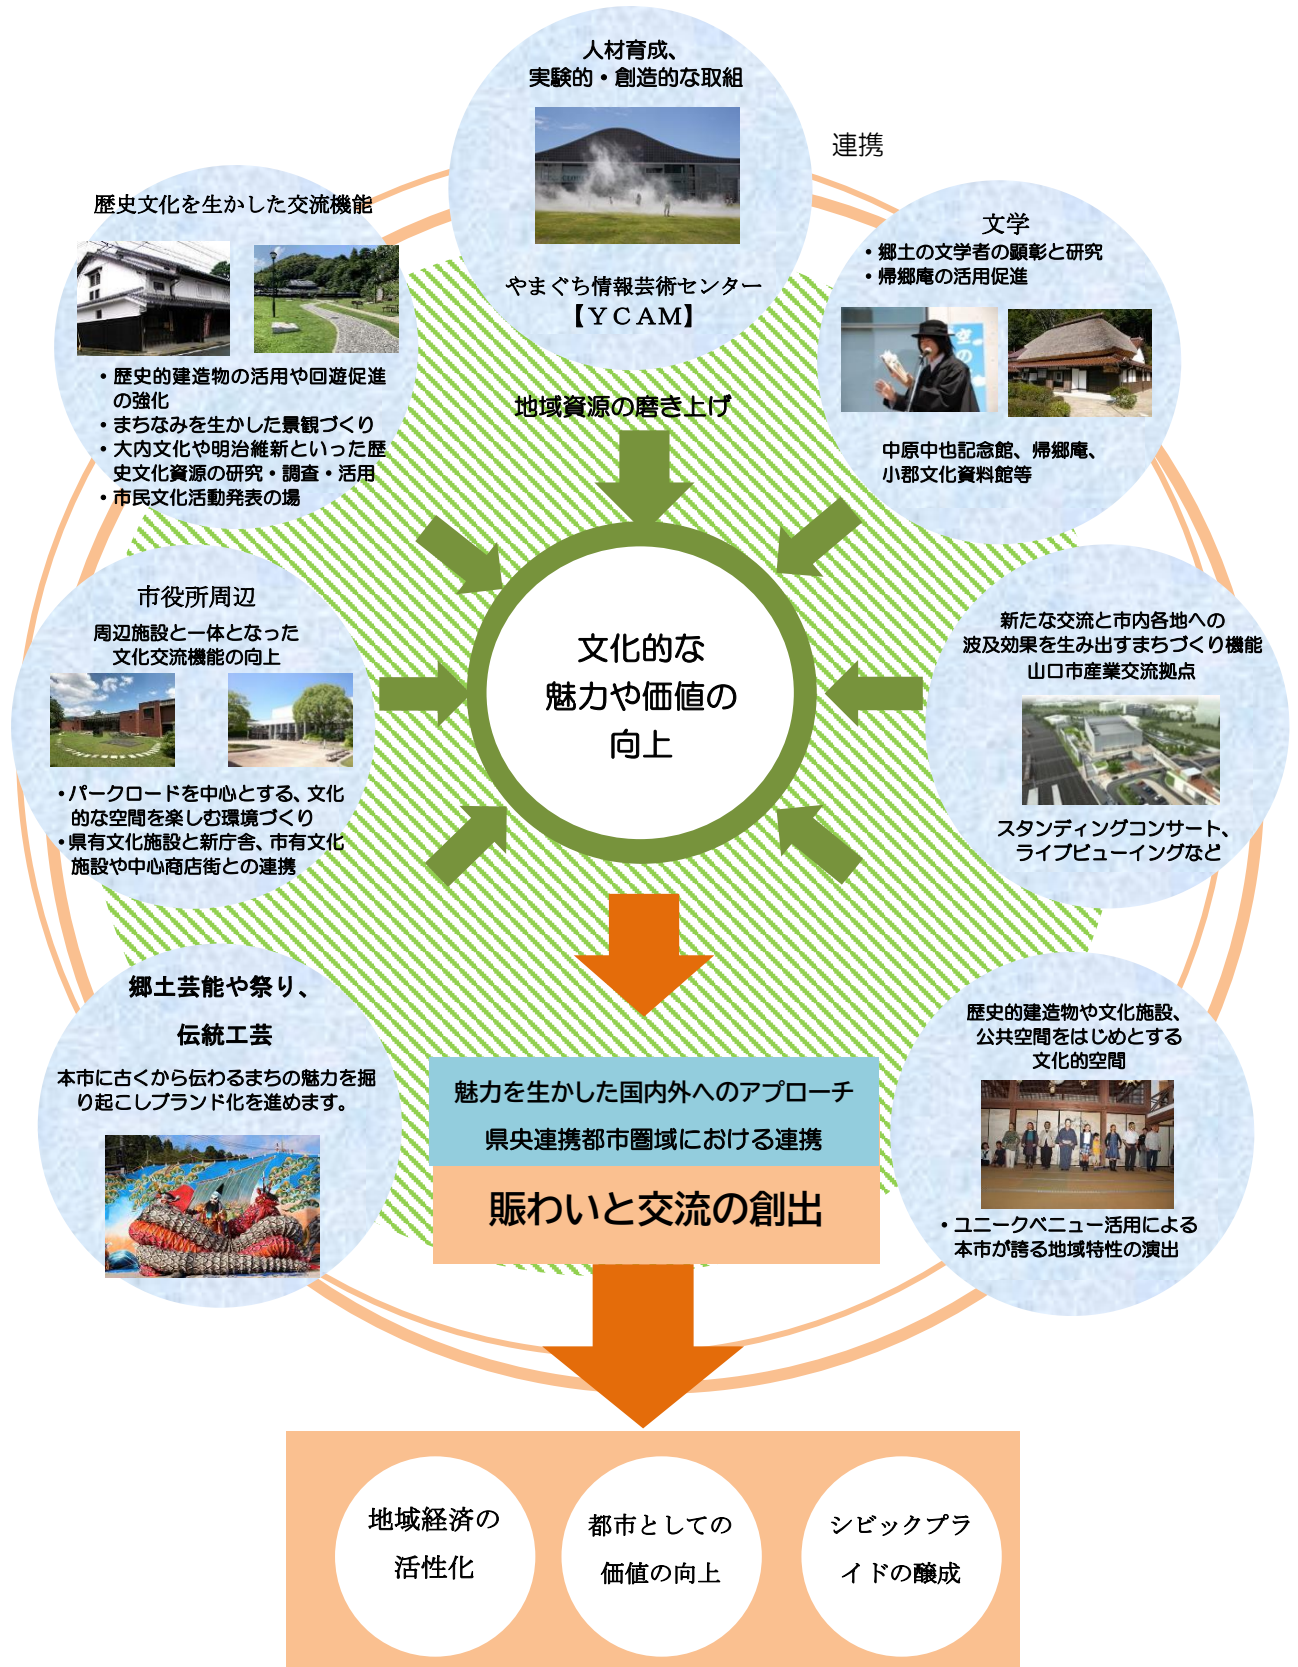 人材育成、
実験的・創造的な取組
やまぐち情報芸術センター
【ＹＣＡＭ】
連携
歴史文化を生かした交流機能
・歴史的建造物の活用や回遊促進
の強化
・まちなみを生かした景観づくり
・大内文化や明治維新といった歴
史文化資源の研究・調査・活用
・市民文化活動発表の場
文学
・郷土の文学者の顕彰と研究
・帰郷庵の活用促進
空の
中原中也記念館、帰郷庵、
小郡文化資料館等
地域資源の磨き上げ
市役所周辺
周辺施設と一体となった
文化交流機能の向上
・パークロードを中心とする、文化
的な空間を楽しむ環境づくり
・県有文化施設と新庁舎、市有文化
施設や中心商店街との連携
文化的な
魅力や価値の
向上
新たな交流と市内各地への
波及効果を生み出すまちづくり機能
山口市産業交流拠点
スタンディングコンサート、
ライブビューイングなど
郷土芸能や祭り、
伝統工芸
本市に古くから伝わるまちの魅力を掘
り起こしブランド化を進めます。
歴史的建造物や文化施設、
公共空間をはじめとする
文化的空間
・ユニークベニュー活用による
本市が誇る地域特性の演出
魅力を生かした国内外へのアプローチ
県央連携都市圏域における連携
賑わいと交流の創出
地域経済の
活性化
都市としての
価値の向上
シビックプラ
イドの醸成